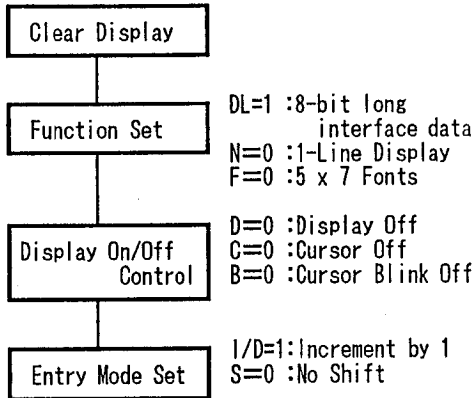 Clear Display
Function Set
DL=1 :8-bit long
interface data
N=0 :1-Line Display
F=0 :5 x 7 Fonts
Display On/Off
Control
D=0 :Display Off
C=0 :Cursor Off
B=0 :Cursor Blink Off
Entry Mode Set
I/D=1:Increment by 1
S=0 :No Shift